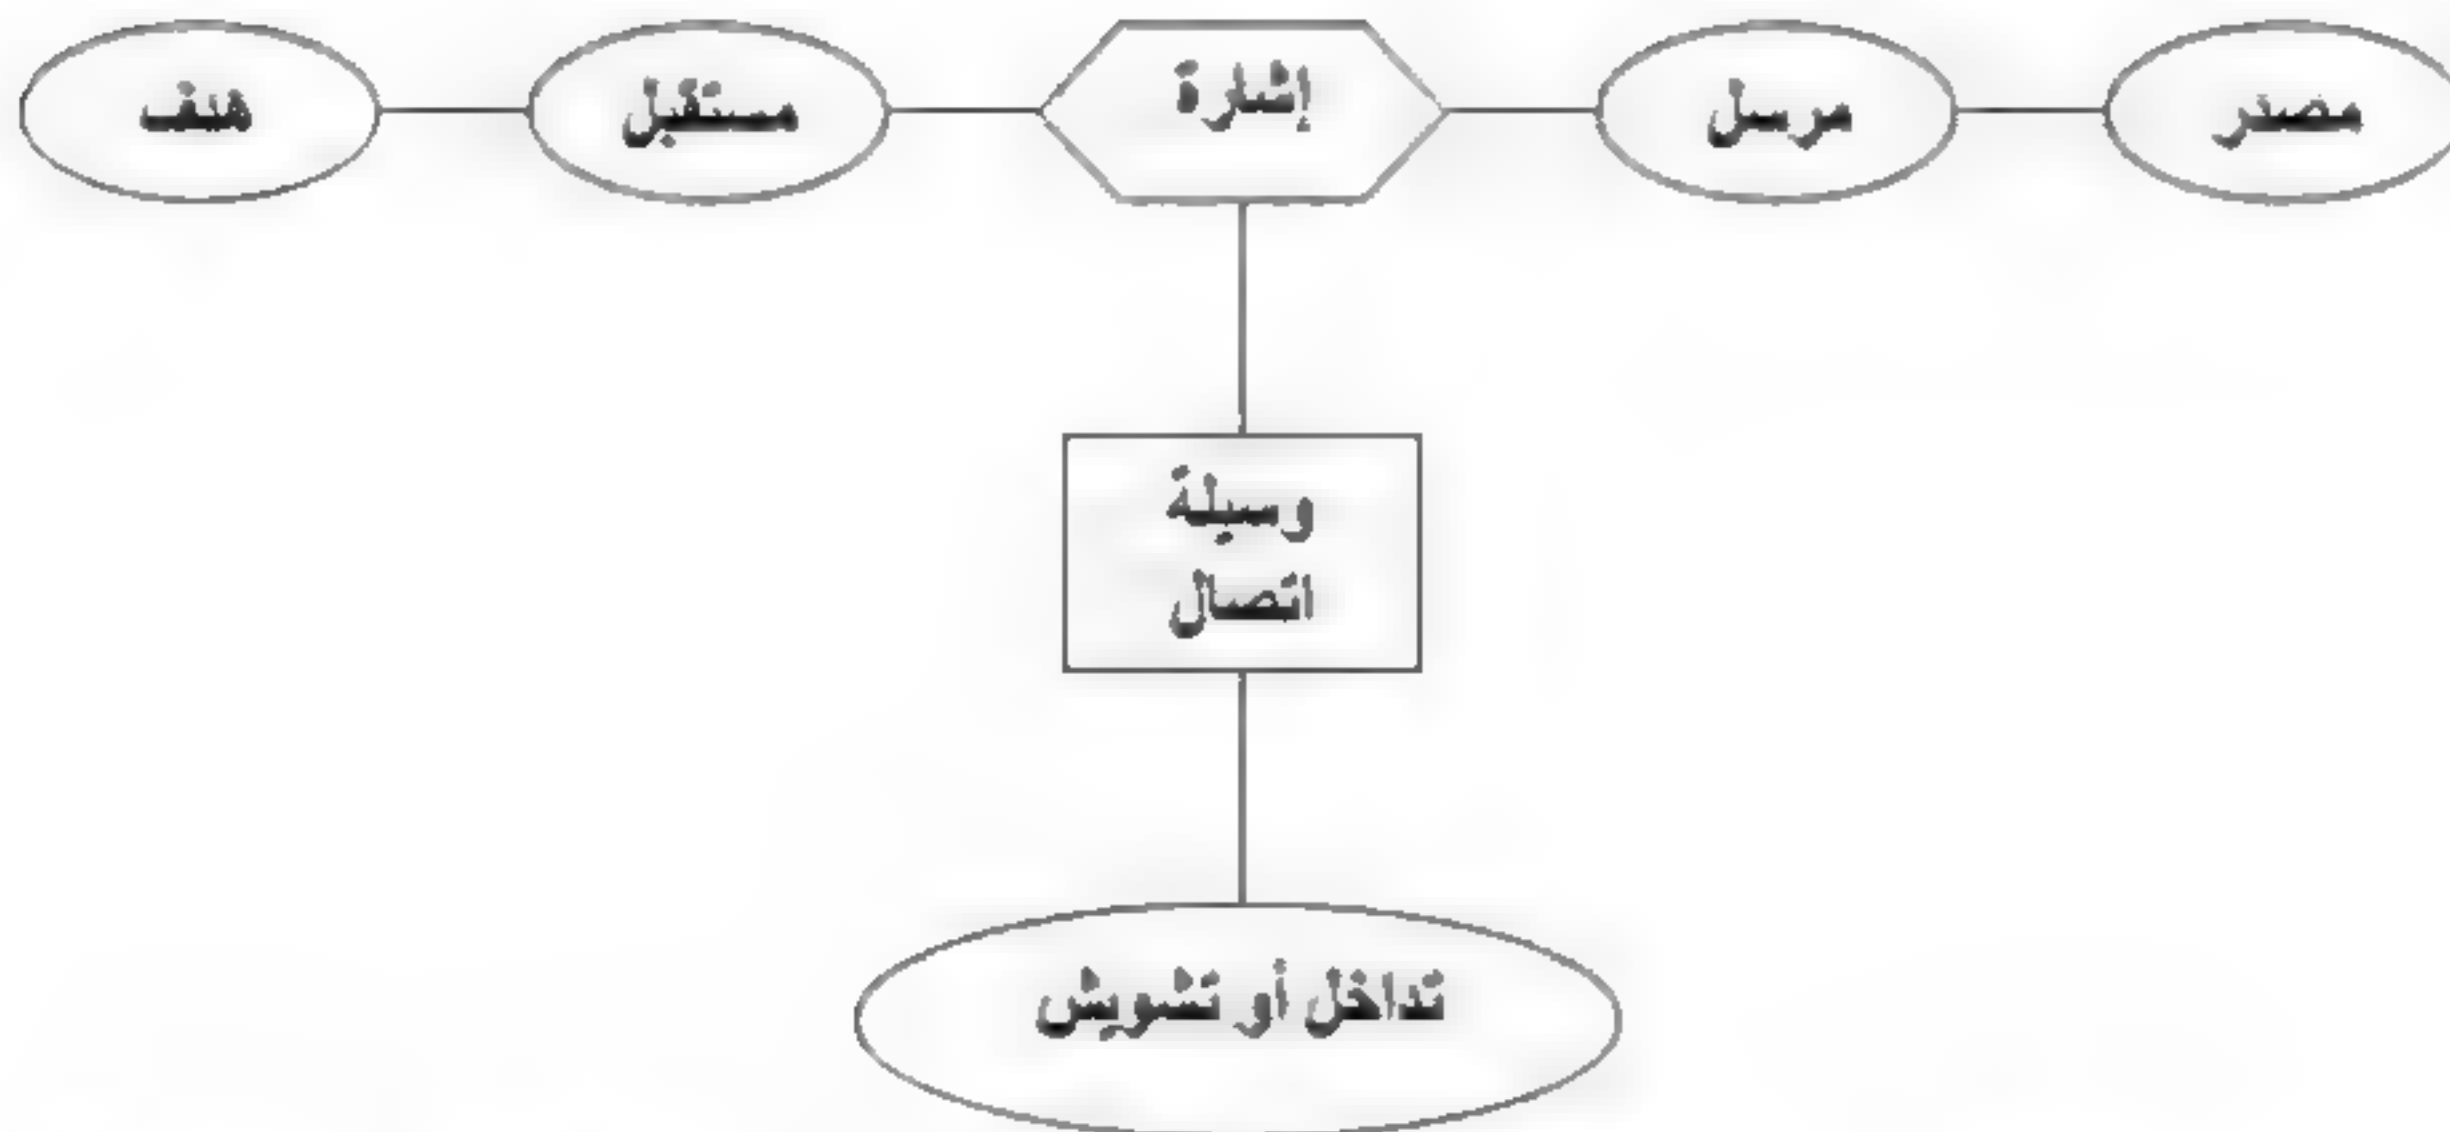 مصدر
مرسل
إشارة
مستقبل
هدف
وسيلة
اتصال
تداخل أو تشويش